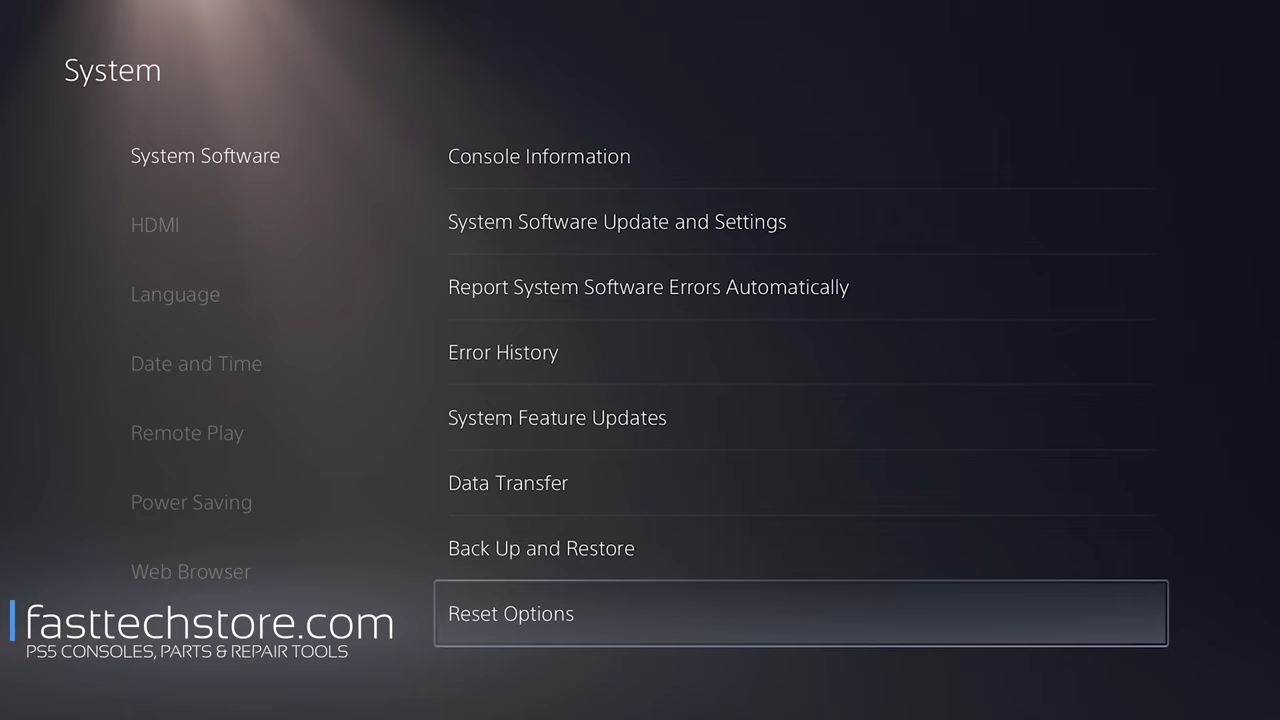 System
System Software
HDMI
Language
Date and Time
Remote Play
Power Saving
Web Browser
Console Information
System Software Update and Settings
Report System Software Errors Automatically
Error History
System Feature Updates
Data Transfer
Back Up and Restore
Reset Options
fasttechstore.com
PS5 CONSOLES, PARTS & REPAIR TOOLS